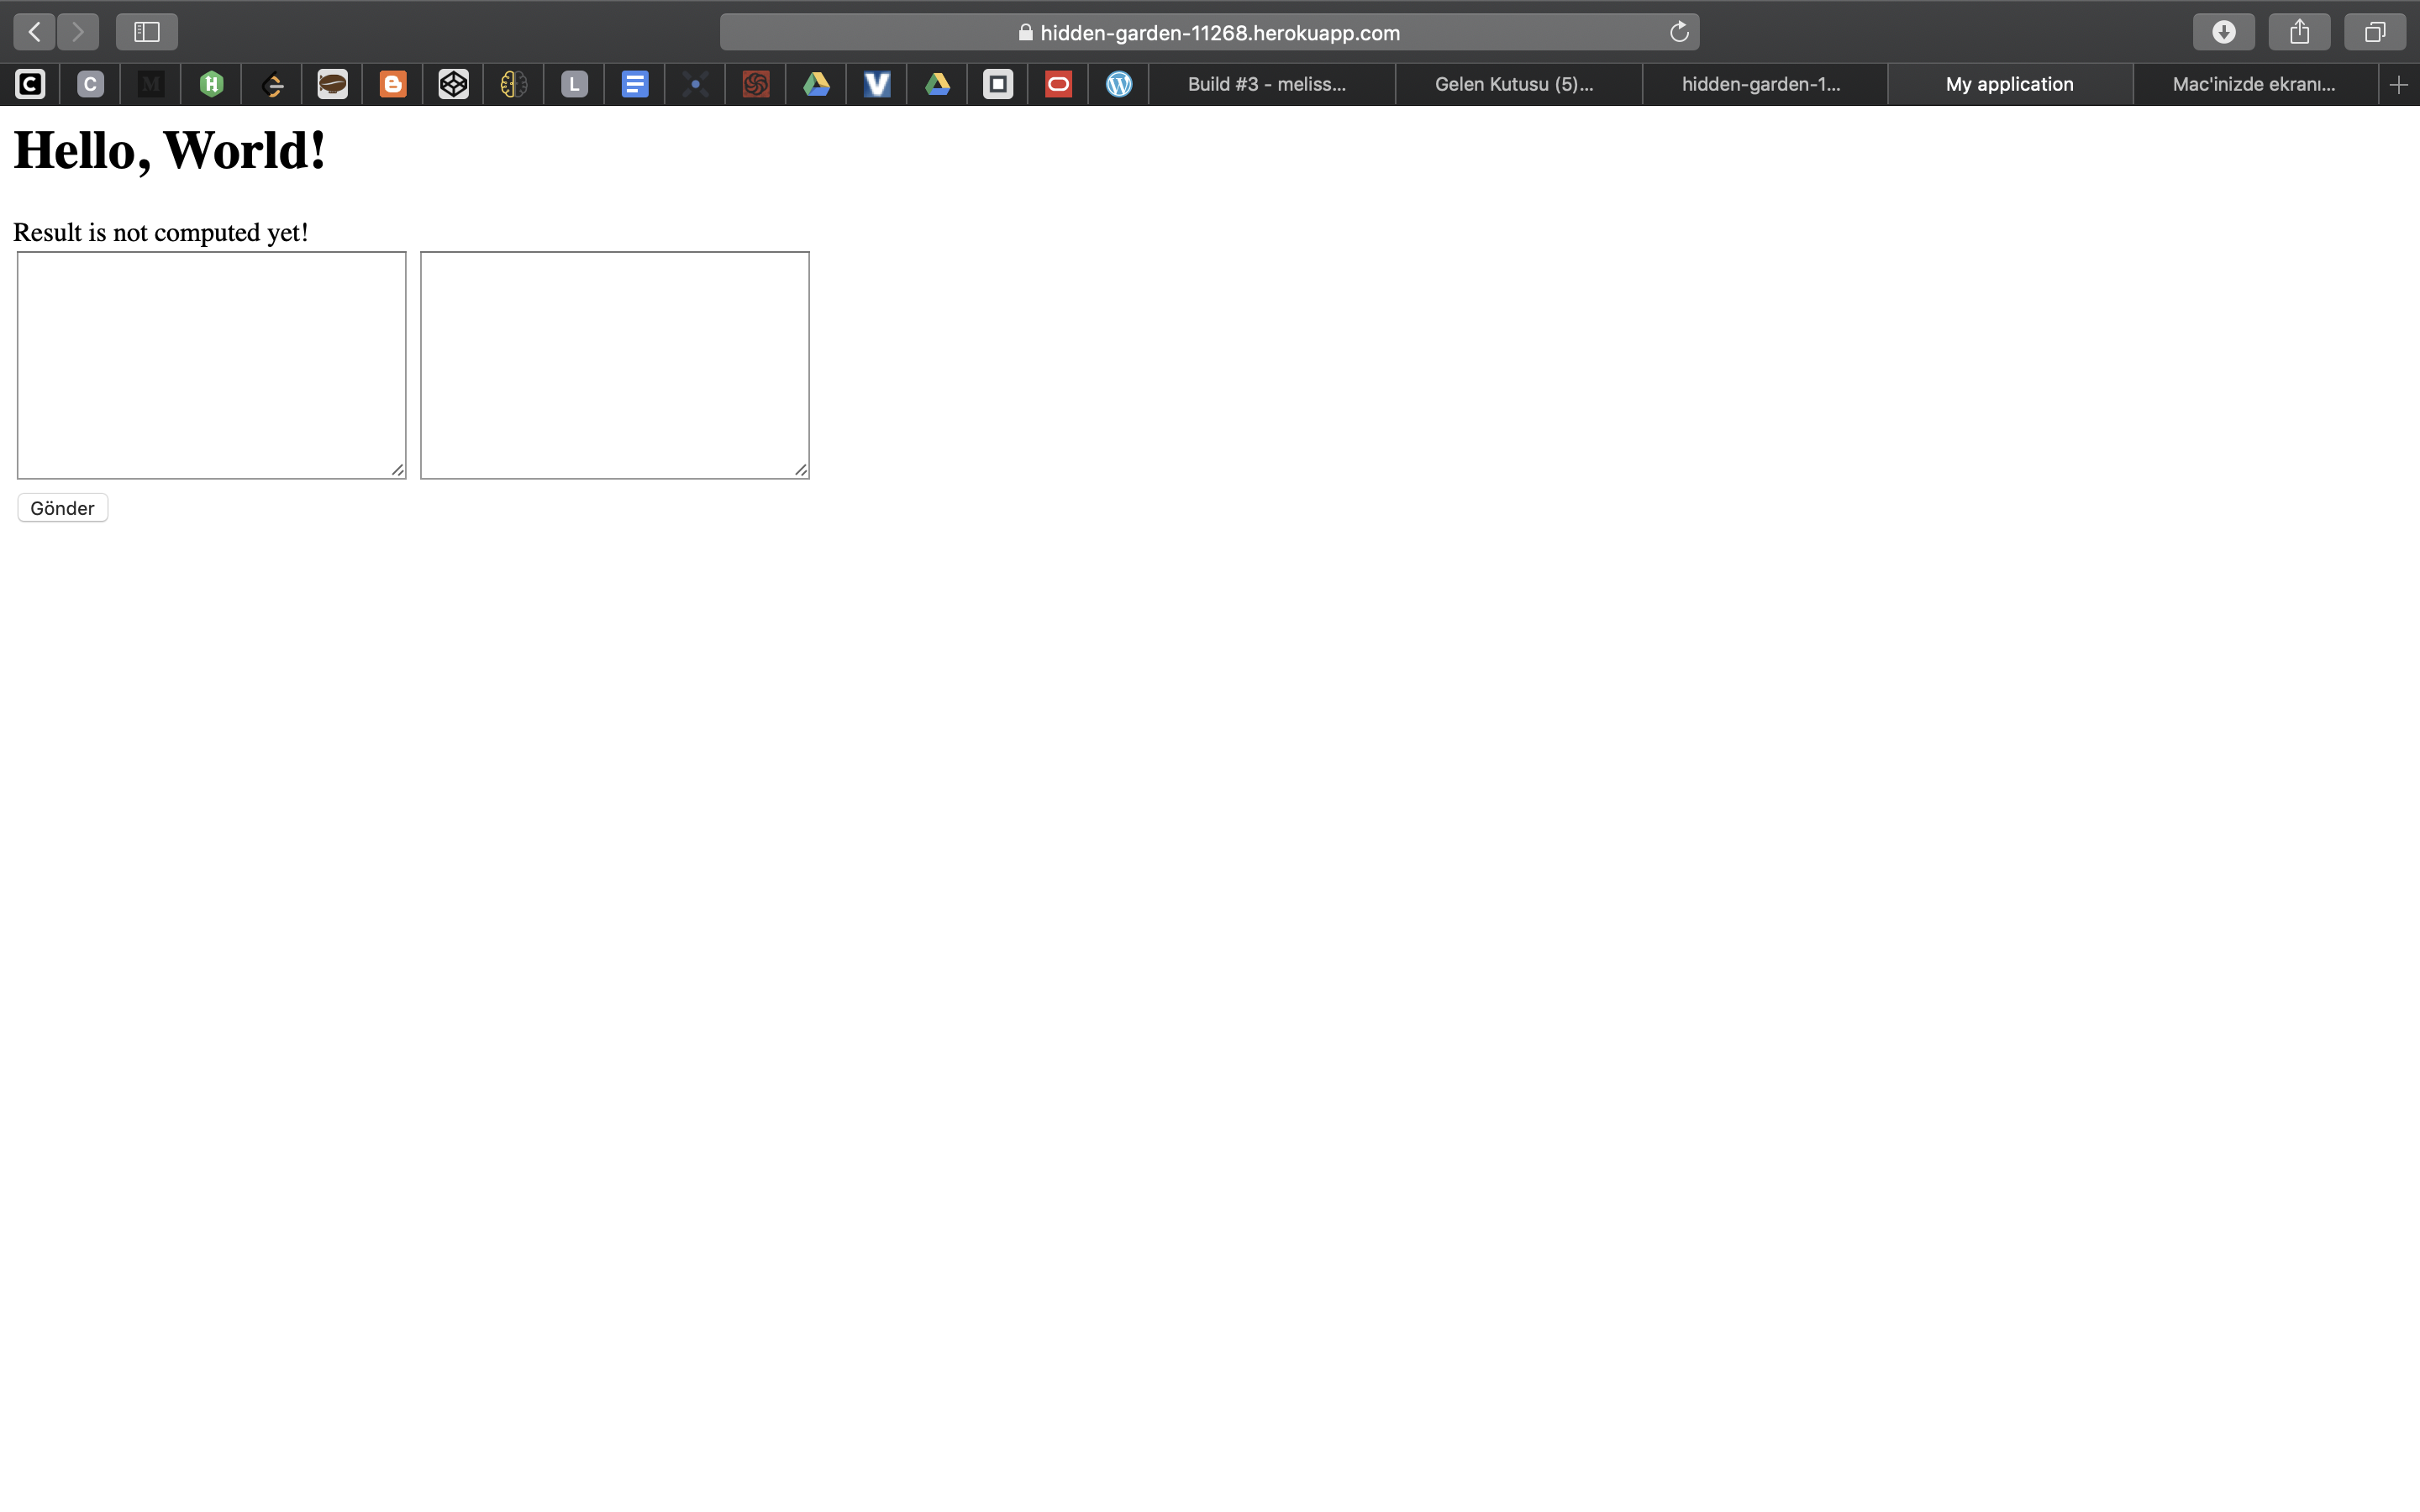 hidden-garden-11268.herokuapp.com
C C M H L V
Build #3 - meliss... Gelen Kutusu (5)... hidden-garden-1... My application Mac'inizde ekranı...
Hello, World!
Result is not computed yet!
Gönder